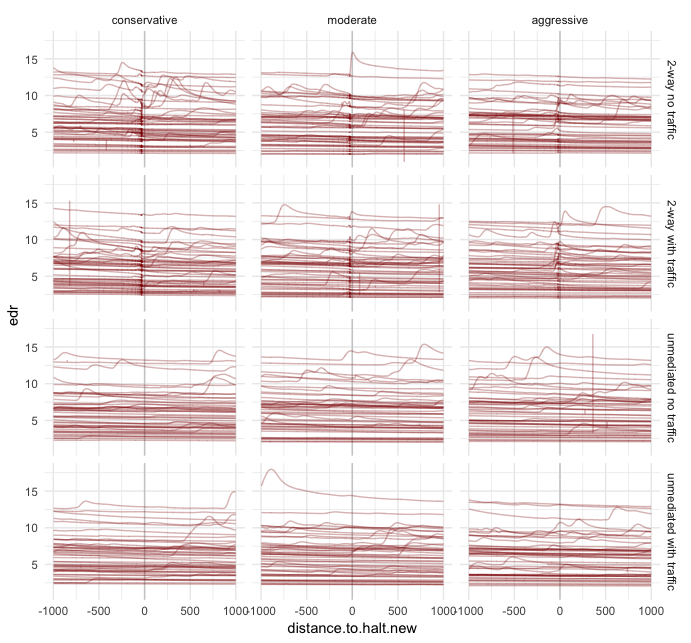 conservative moderate aggressive
15
10
5
2-way no traffic
15
10
5
2-way with traffic
15
10
5
unmediated no traffic
15
10
5
unmediated with traffic
edr
-1000 -500 0 500 1000 -1000 -500 0 500 1000 -1000 -500 0 500 1000
distance.to.halt.new